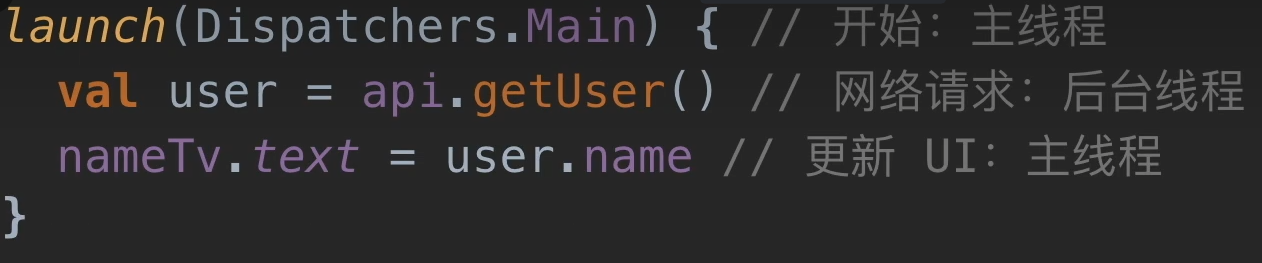 launch(Dispatchers.Main) { // 开始：主线程
  val user = api.getUser() // 网络请求：后台线程
  nameTv.text = user.name // 更新 UI：主线程
}